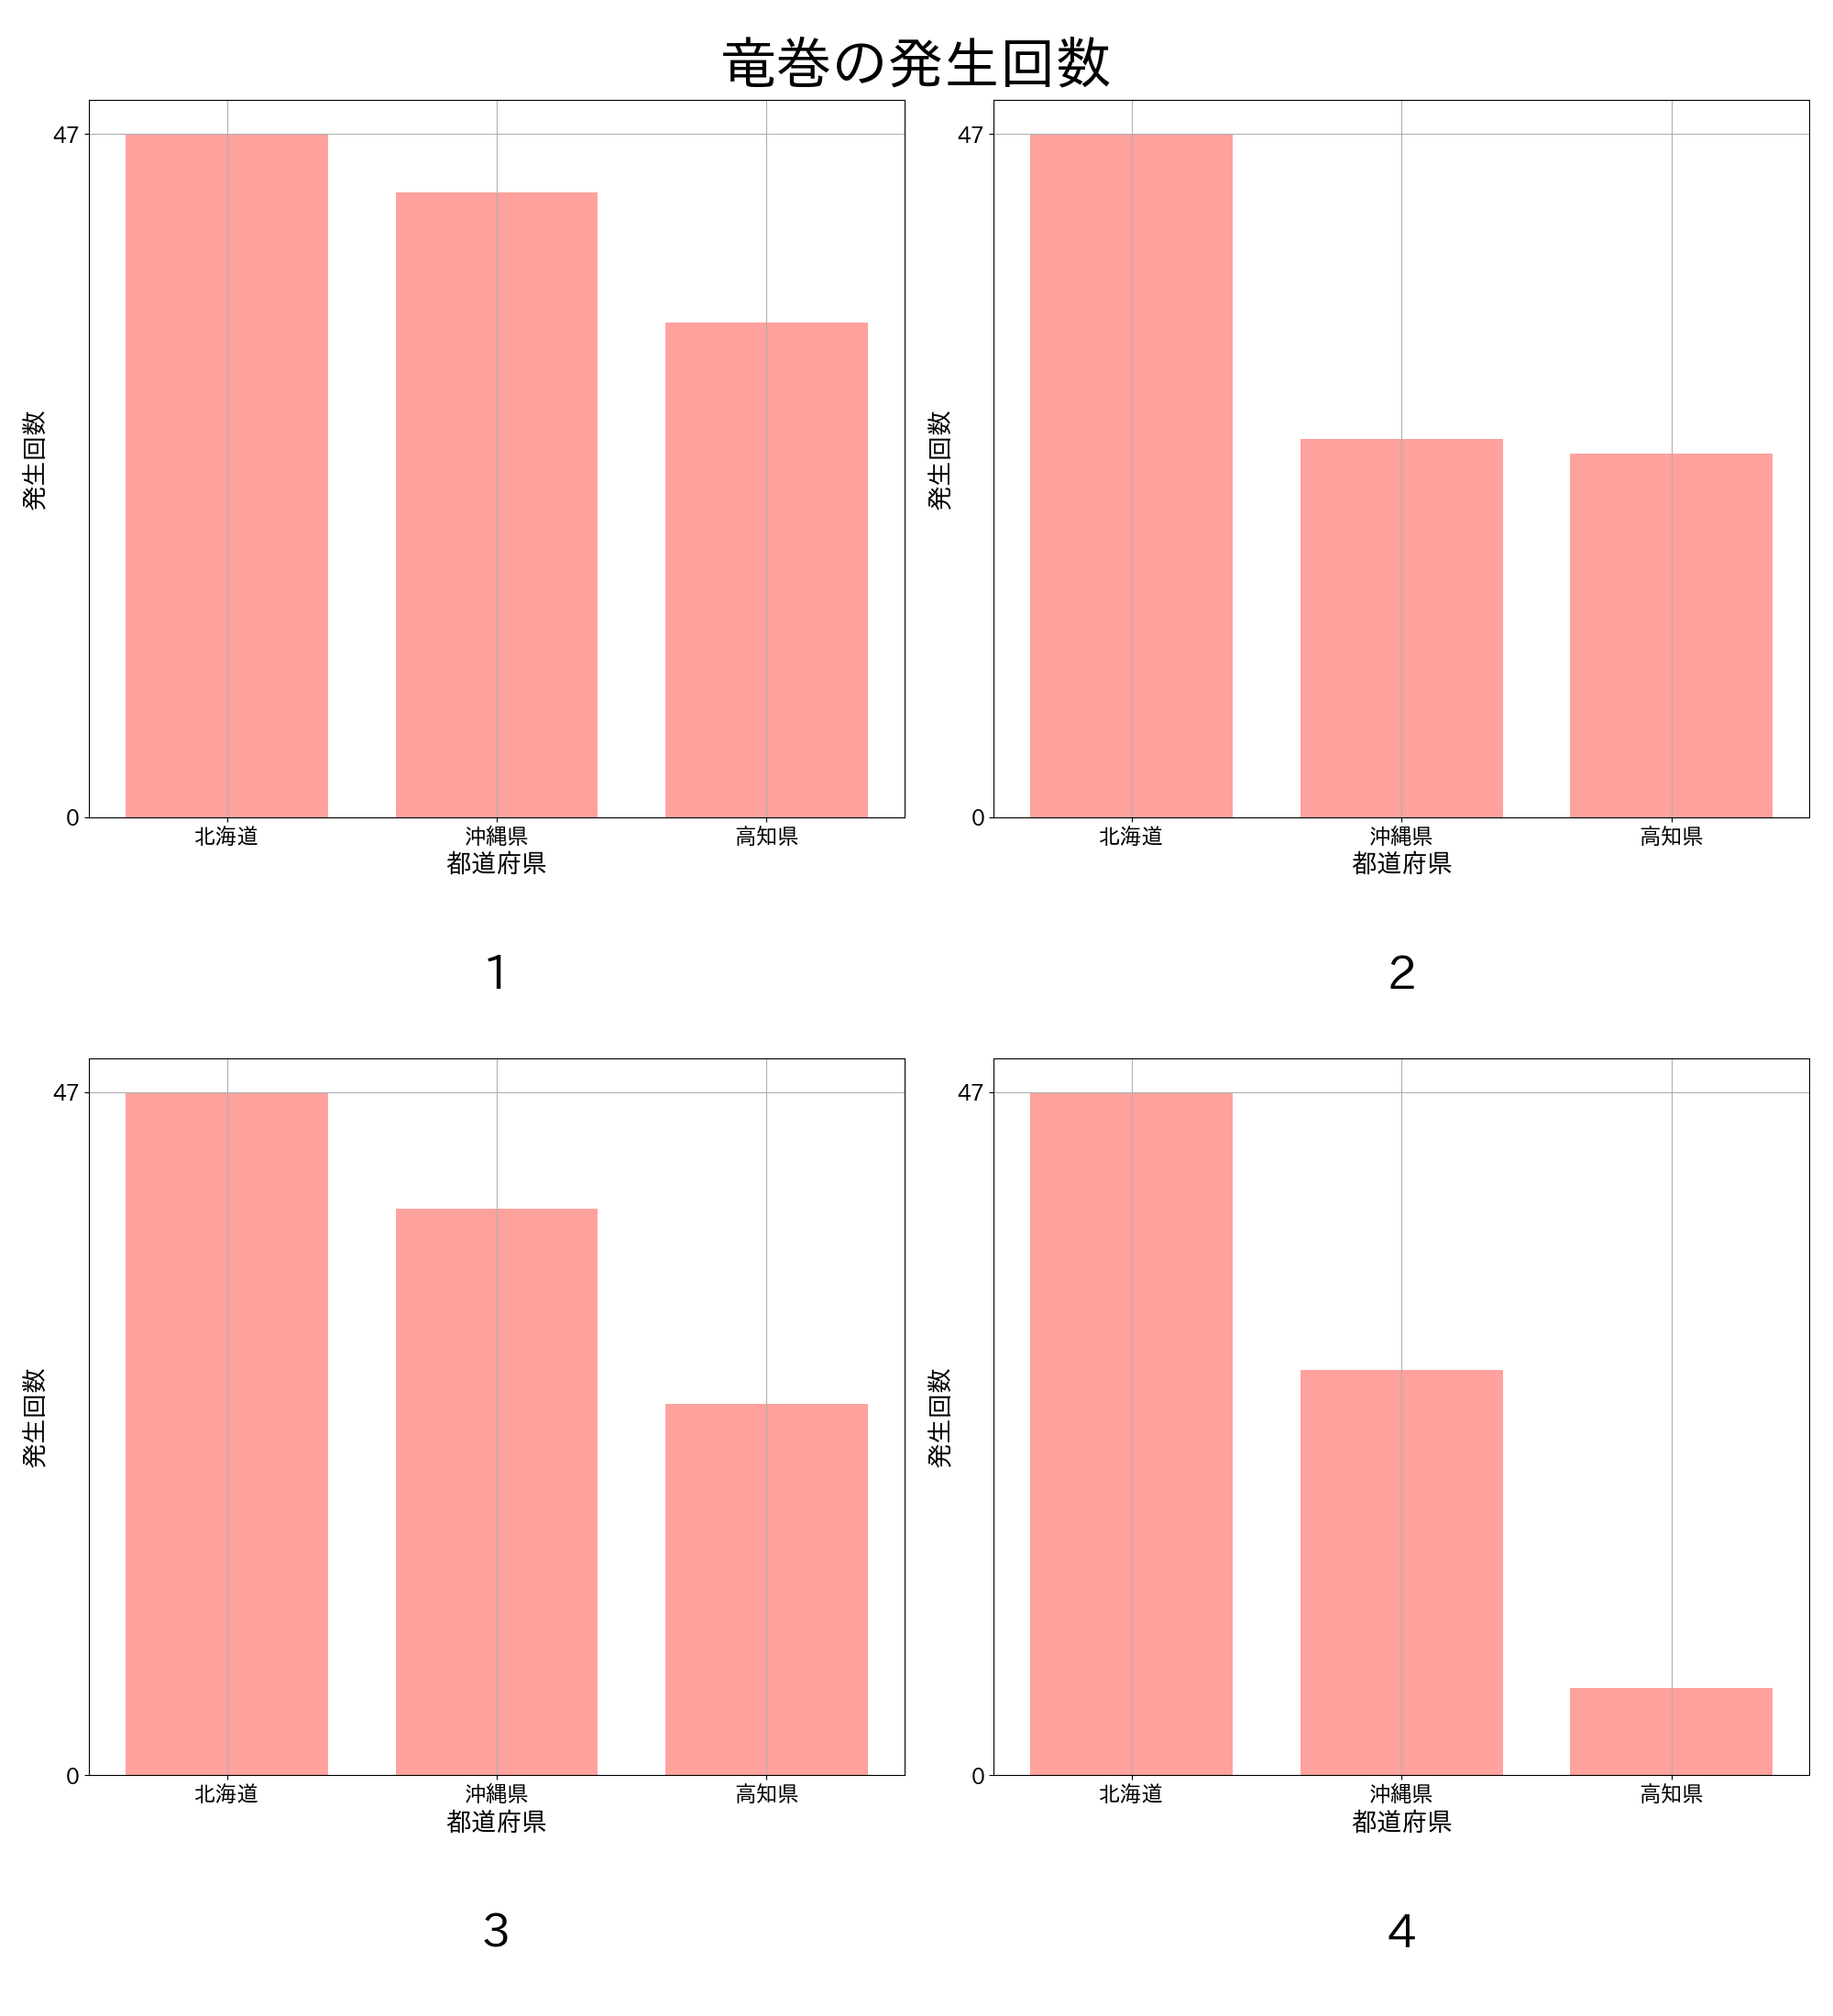 竜巻の発生回数
47
0
発生回数
北海道 沖縄県 高知県
都道府県
1
47
0
発生回数
北海道 沖縄県 高知県
都道府県
2
47
0
発生回数
北海道 沖縄県 高知県
都道府県
3
47
0
発生回数
北海道 沖縄県 高知県
都道府県
4